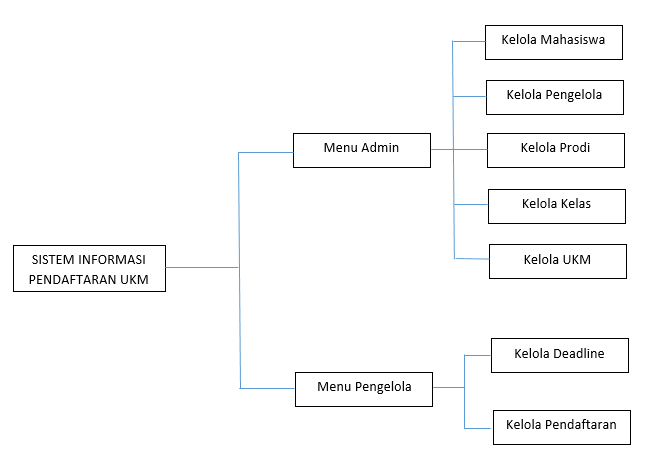 SISTEM INFORMASI
PENDAFTARAN UKM
Menu Admin
Kelola Mahasiswa
Kelola Pengelola
Kelola Prodi
Kelola Kelas
Kelola UKM
Menu Pengelola
Kelola Deadline
Kelola Pendaftaran